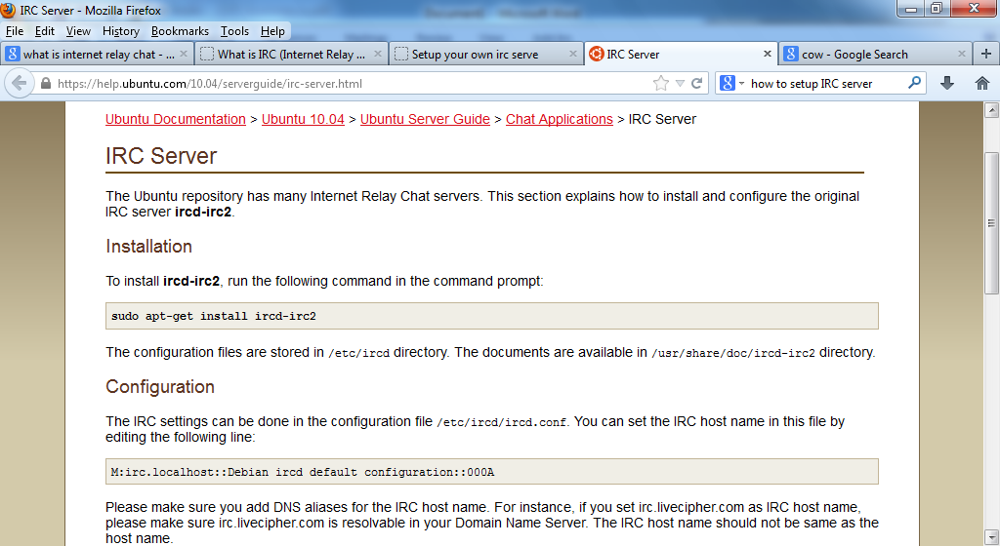 IRC Server - Mozilla Firefox
File Edit View History Bookmarks Tools Help
what is internet relay chat - ...
What is IRC (Internet Relay ...
Setup your own irc serve
IRC Server
cow - Google Search
https://help.ubuntu.com/10.04/serverguide/irc-server.html
how to setup IRC server
Ubuntu Documentation > Ubuntu 10.04 > Ubuntu Server Guide > Chat Applications > IRC Server
IRC Server
The Ubuntu repository has many Internet Relay Chat servers. This section explains how to install and configure the original
IRC server ircd-irc2.
Installation
To install ircd-irc2, run the following command in the command prompt:
sudo apt-get install ircd-irc2
The configuration files are stored in /etc/ircd directory. The documents are available in /usr/share/doc/ircd-irc2 directory.
Configuration
The IRC settings can be done in the configuration file /etc/ircd/ircd.conf. You can set the IRC host name in this file by
editing the following line:
M:irc.localhost::Debian ircd default configuration::000A
Please make sure you add DNS aliases for the IRC host name. For instance, if you set irc.livecipher.com as IRC host name,
please make sure irc.livecipher.com is resolvable in your Domain Name Server. The IRC host name should not be same as the
host name.